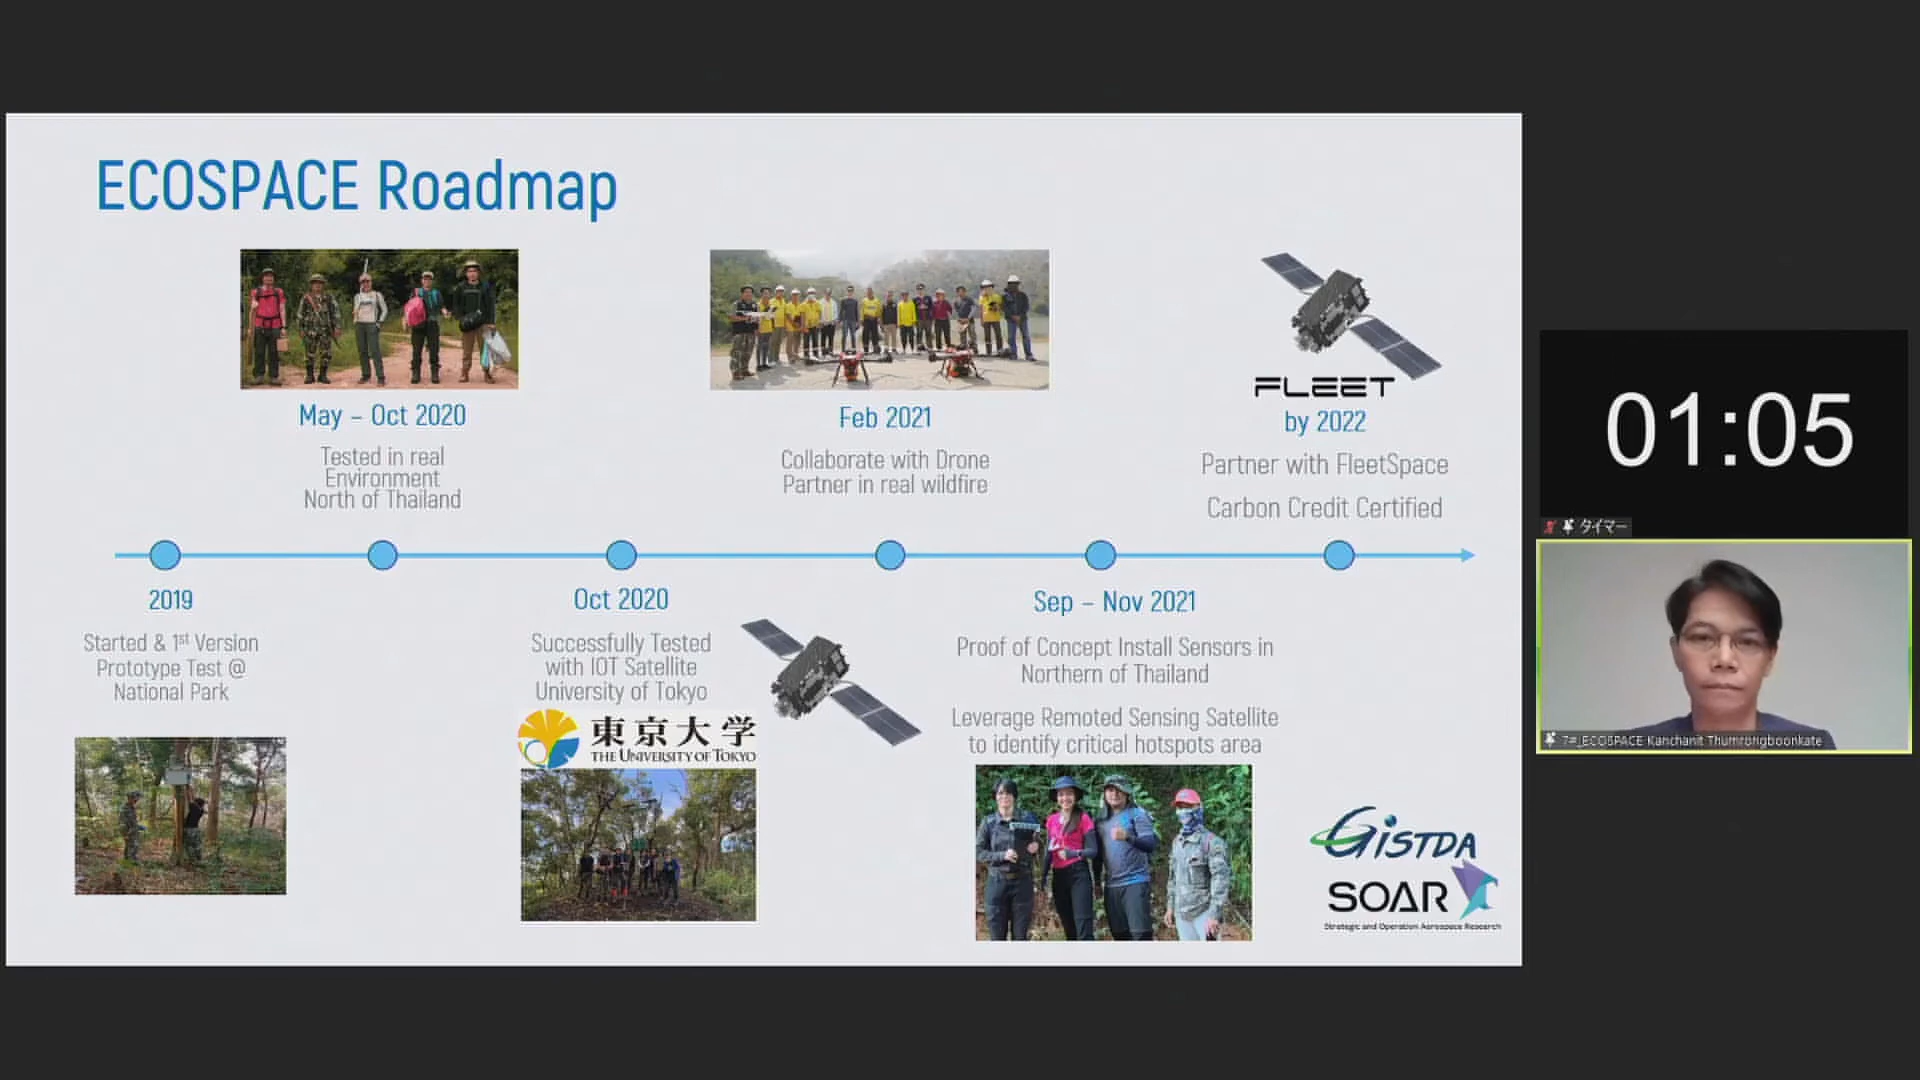 ECOSPACE Roadmap
FLEET
May – Oct 2020
Tested in real
Environment
North of Thailand
Feb 2021
Collaborate with Drone
Partner in real wildfire
by 2022
Partner with FleetSpace
Carbon Credit Certified
2019
Started & 1st Version
Prototype Test @
National Park
Oct 2020
Successfully Tested
with IOT Satellite
University of Tokyo
東京大学
THE UNIVERSITY OF TOKYO
Sep – Nov 2021
Proof of Concept Install Sensors in
Northern of Thailand
Leverage Remoted Sensing Satellite
to identify critical hotspots area
GISTDA
SOAR
Strategic and Operation Aerospace Research
01:05
タイマー
7#_ECOSPACE Kanchanit Thumrongboonkate